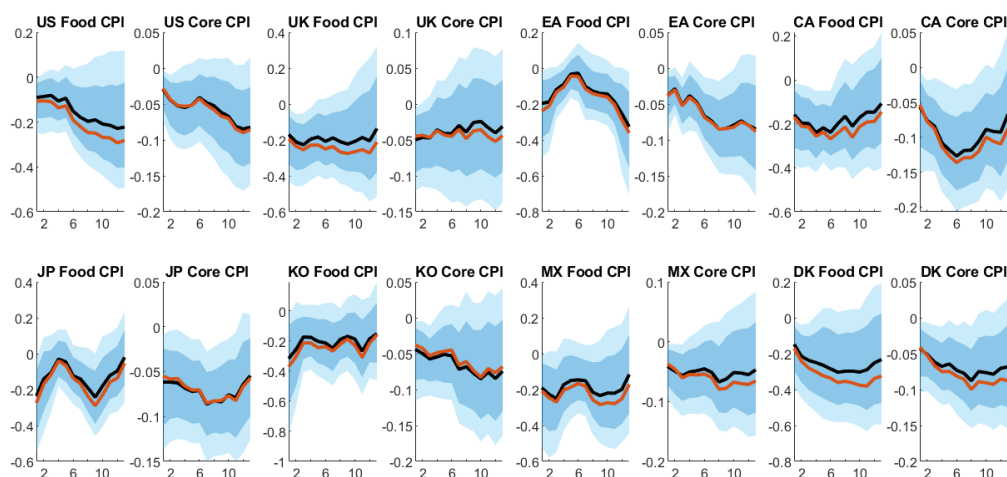 US Food CPI US Core CPI UK Food CPI UK Core CPI EA Food CPI EA Core CPI CA Food CPI CA Core CPI
0.2 0.05 0.4 0.1 0.2 0.05 0.2 0.05
0 0 0.2 0.05 0 0 0 0
-0.2 -0.05 0 0 -0.2 -0.05 -0.2 -0.05
-0.4 -0.1 -0.2 -0.05 -0.4 -0.1 -0.4 -0.1
-0.6 -0.15 -0.4 -0.1 -0.6 -0.15 -0.6 -0.15
-0.2 -0.6 -0.15 -0.8 -0.2 -0.2
2 6 10 2 6 10 2 6 10 2 6 10 2 6 10 2 6 10 2 6 10 2 6 10
JP Food CPI JP Core CPI KO Food CPI KO Core CPI MX Food CPI MX Core CPI DK Food CPI DK Core CPI
0.4 0.05 0.4 0.05 0.4 0.1 0.2 0.05
0.2 0 0.2 0 0.2 0 0 0
0 -0.05 0 -0.05 0 -0.1 -0.2 -0.05
-0.2 -0.1 -0.2 -0.1 -0.2 -0.2 -0.4 -0.1
-0.4 -0.15 -0.4 -0.15 -0.4 -0.6 -0.15
-0.6 -0.6 -0.2 -0.6 -0.8 -0.2
-0.8
-1
2 6 10 2 6 10 2 6 10 2 6 10 2 6 10 2 6 10 2 6 10 2 6 10